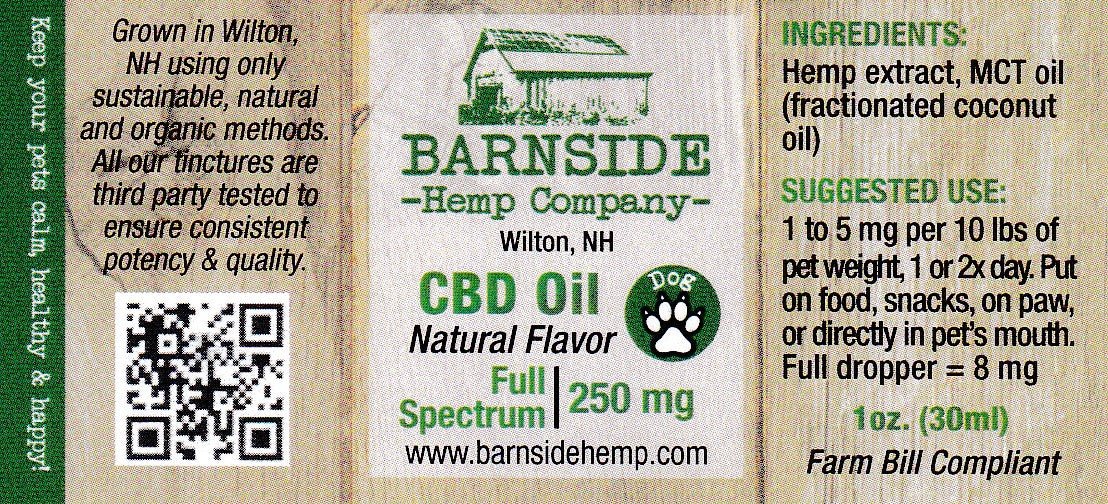 Keep your pets calm, healthy & happy!
Grown in Wilton,
NH using only
sustainable, natural
and organic methods.
All our tinctures are
third party tested to
ensure consistent
potency & quality.
BARNSIDE
-Hemp Company-
Wilton, NH
CBD Oil
Dog
Natural Flavor
Full
Spectrum
250 mg
www.barnsidehemp.com
INGREDIENTS:
Hemp extract, MCT oil
(fractionated coconut
oil)
SUGGESTED USE:
1 to 5 mg per 10 lbs of
pet weight, 1 or 2x day. Put
on food, snacks, on paw,
or directly in pet's mouth.
Full dropper = 8 mg
1oz. (30ml)
Farm Bill Compliant